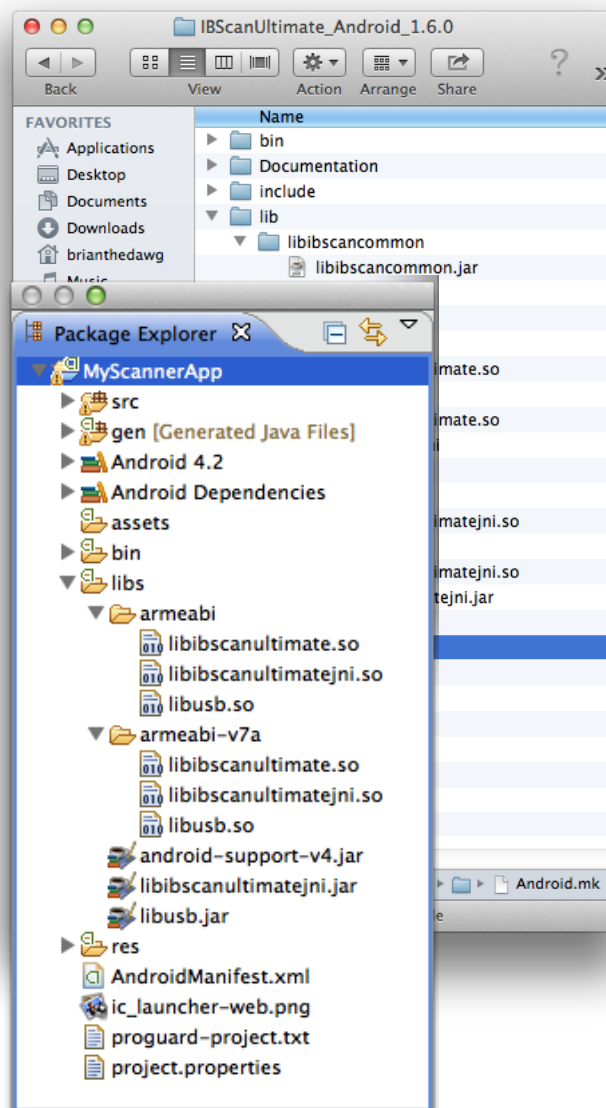 IBScanUltimate_Android_1.6.0
Back View Action Arrange Share
FAVORITES
Applications
Desktop
Documents
Downloads
brianthedawg
Music
Name
bin
Documentation
include
lib
libibscancommon
libibscancommon.jar
imate.so
imate.so
imatejni.so
imatejni.so
tejni.jar
Android.mk
Package Explorer
MyScannerApp
src
gen [Generated Java Files]
Android 4.2
Android Dependencies
assets
bin
libs
armeabi
libibscanultimate.so
libibscanultimatejni.so
libusb.so
armeabi-v7a
libibscanultimate.so
libibscanultimatejni.so
libusb.so
android-support-v4.jar
libibscanultimatejni.jar
libusb.jar
res
AndroidManifest.xml
ic_launcher-web.png
proguard-project.txt
project.properties